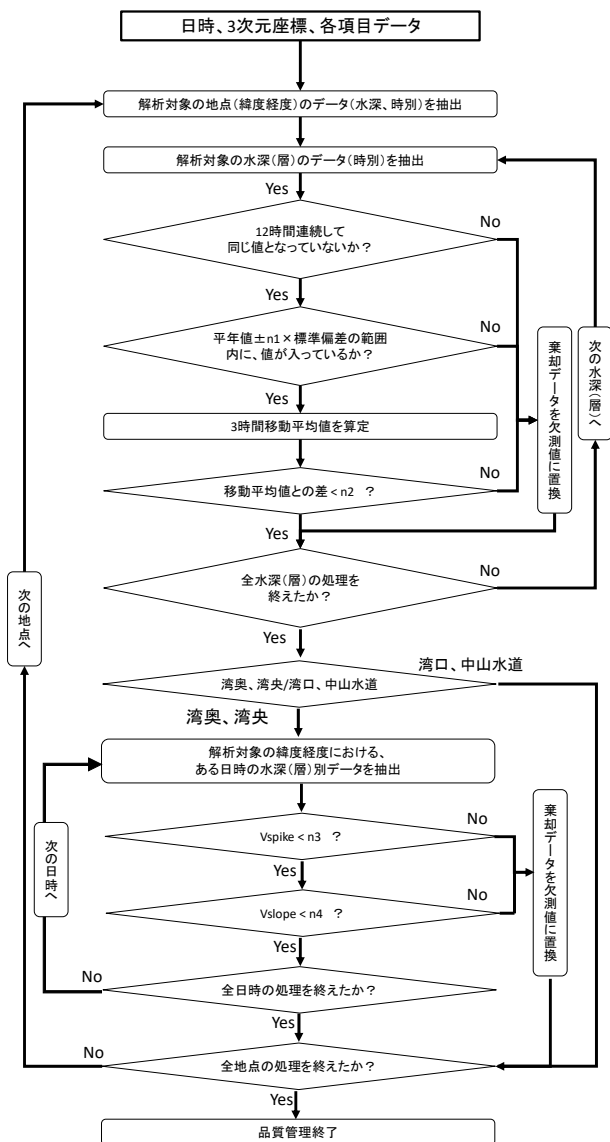 日時、3次元座標、各項目データ
解析対象の地点(緯度経度)のデータ(水深、時別)を抽出
解析対象の水深(層)のデータ(時別)を抽出
Yes
12時間連続して
同じ値となっていないか?
No
Yes
平年値±n1×標準偏差の範囲
内に、値が入っているか?
No
Yes
3時間移動平均値を算定
移動平均値との差<n2 ?
No
棄却データを欠測値に置換
次の水深(層)へ
Yes
全水深(層)の処理を
終えたか?
No
次の地点へ
Yes
湾奥、湾央/湾口、中山水道
湾口、中山水道
湾奥、湾央
解析対象の緯度経度における、
ある日時の水深(層)別データを抽出
Vspike<n3 ?
No
次の日時へ
棄却データを欠測値に置換
Yes
Vslope<n4 ?
No
Yes
全日時の処理を終えたか?
No
Yes
全地点の処理を終えたか?
No
Yes
品質管理終了